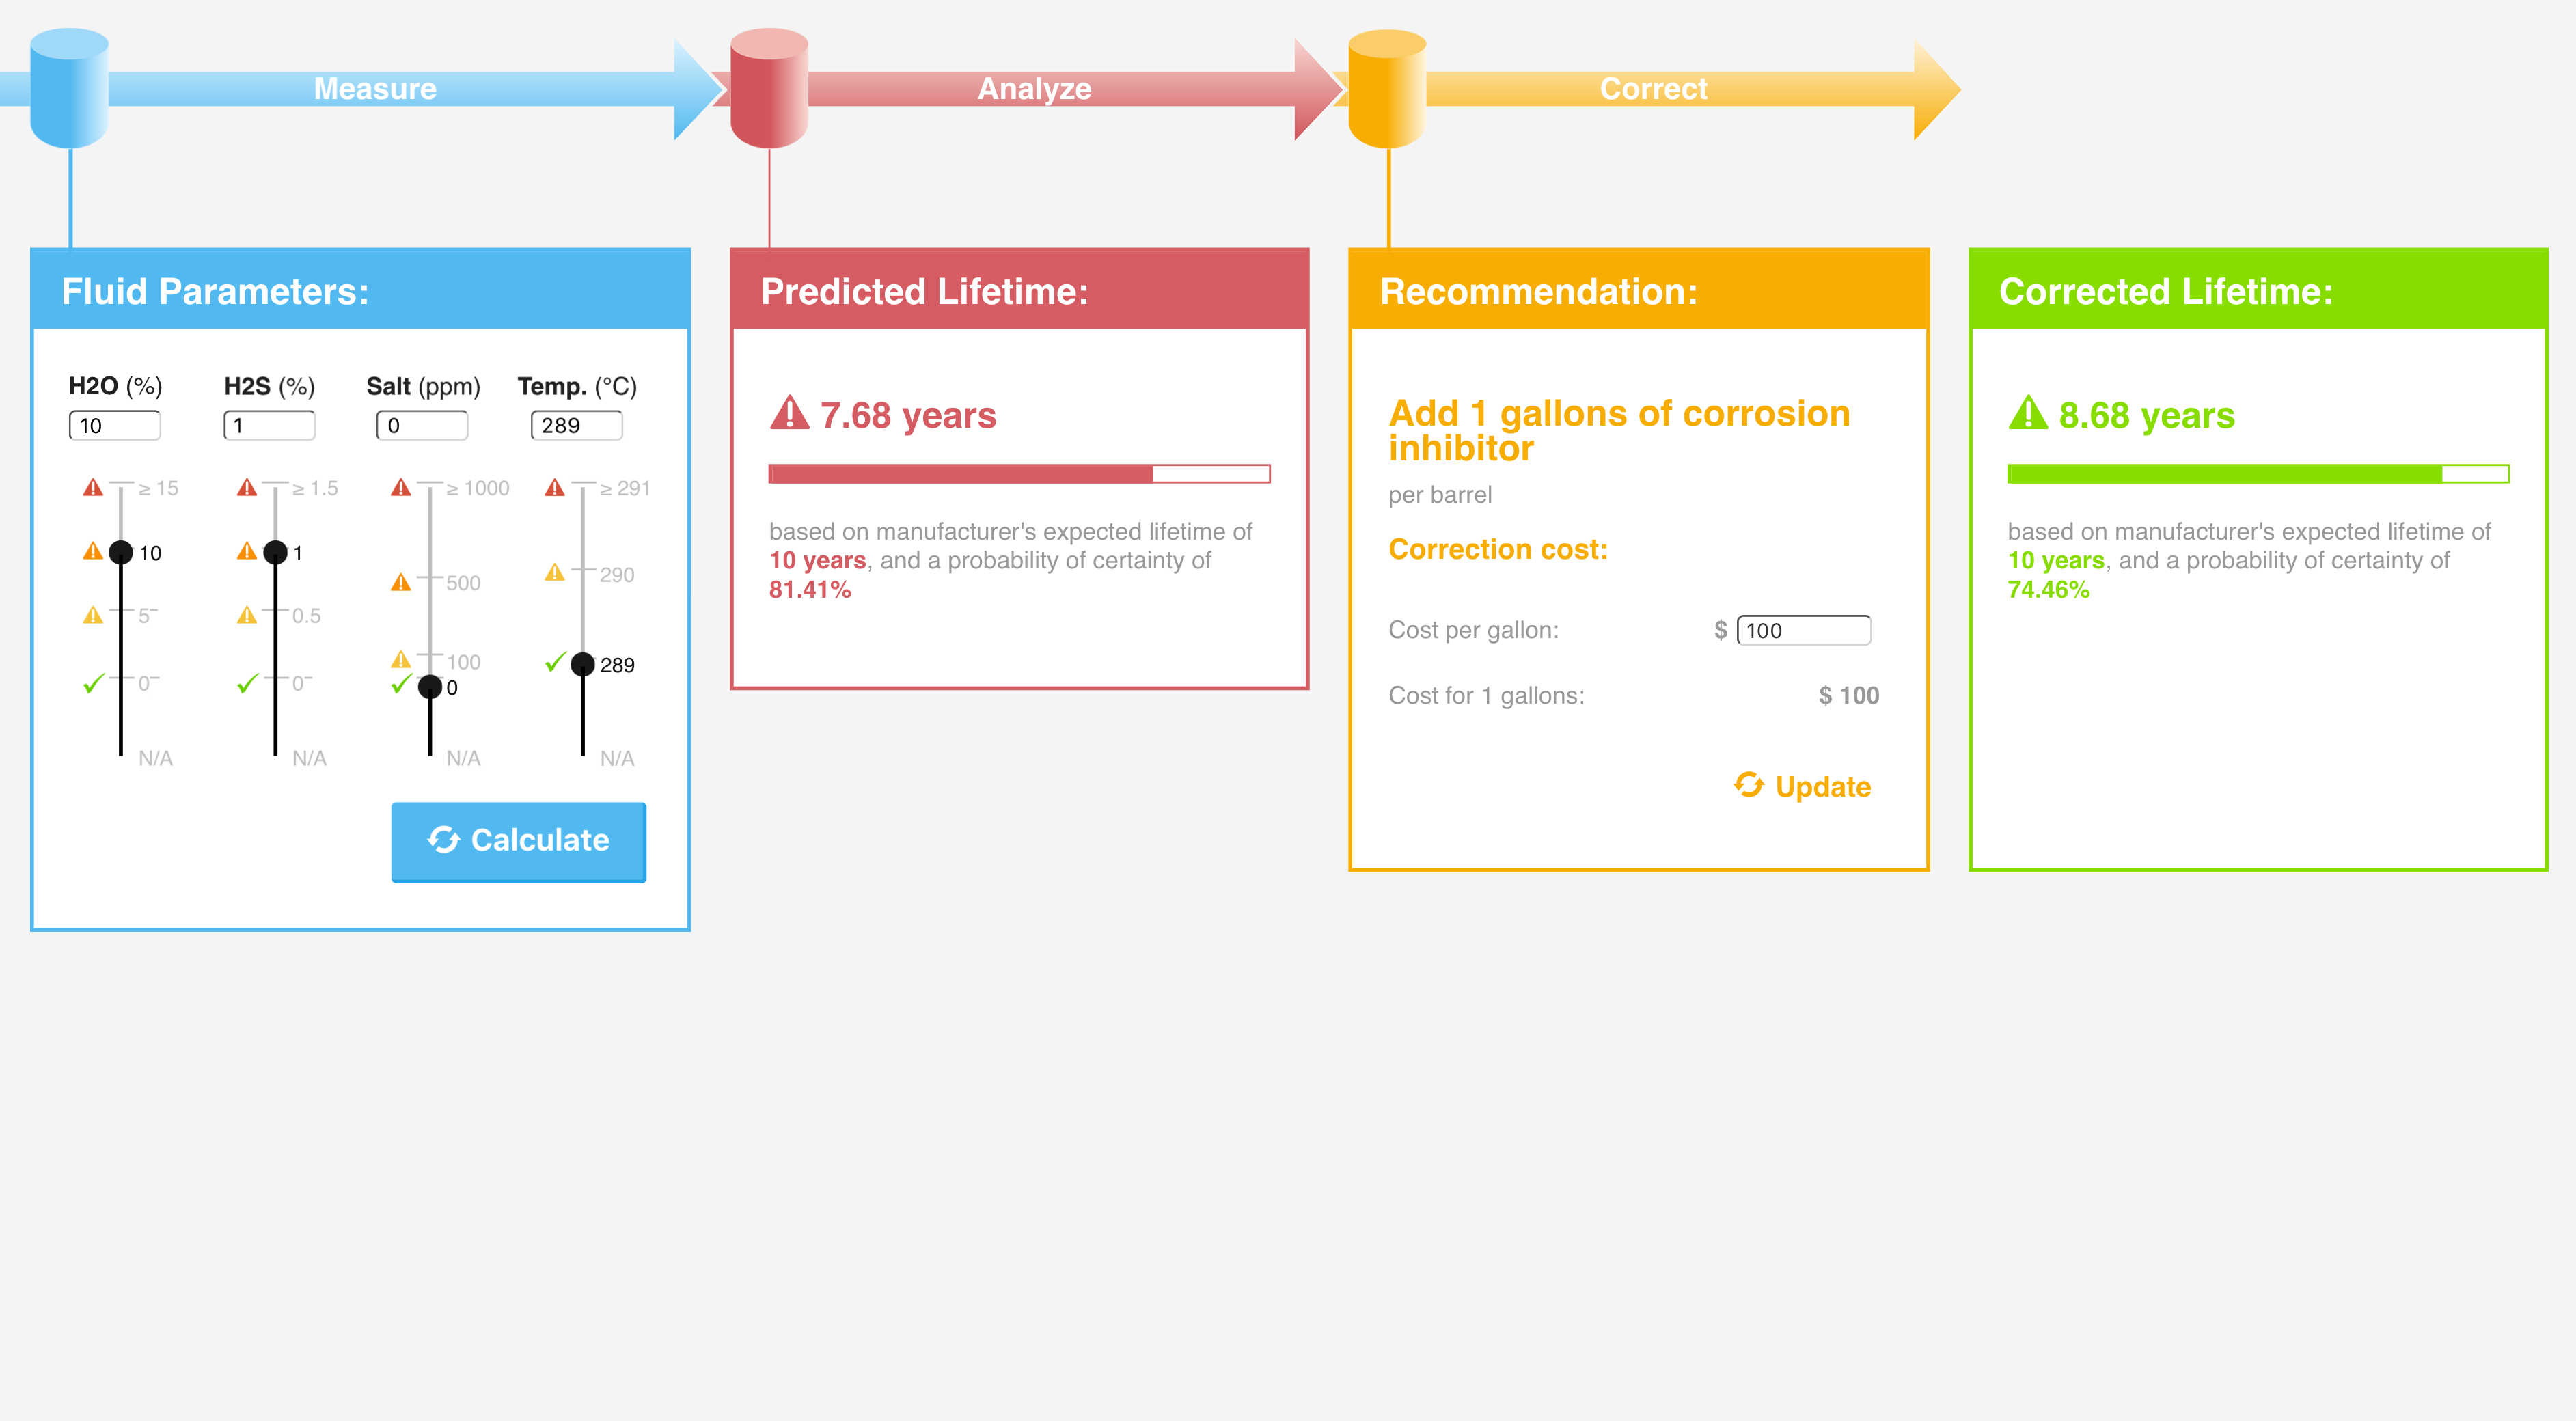 Measure
Analyze
Correct
Fluid Parameters:
H2O (%)
H2S (%)
Salt (ppm)
Temp. (°C)
10
1
0
289
≥ 15
≥ 1.5
≥ 1000
≥ 291
10
1
500
290
5
0.5
100
289
0
0
0
N/A
N/A
N/A
N/A
Calculate
Predicted Lifetime:
7.68 years
based on manufacturer's expected lifetime of
10 years, and a probability of certainty of
81.41%
Recommendation:
Add 1 gallons of corrosion
inhibitor
per barrel
Correction cost:
Cost per gallon: $ 100
Cost for 1 gallons: $ 100
Update
Corrected Lifetime:
8.68 years
based on manufacturer's expected lifetime of
10 years, and a probability of certainty of
74.46%